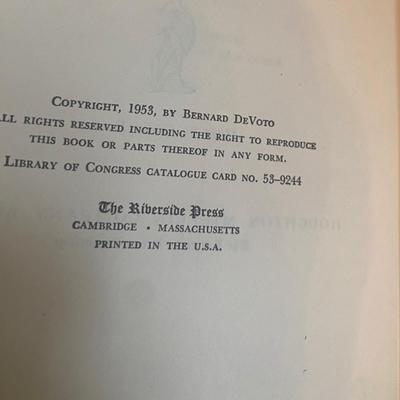 Copyright, 1953, by Bernard DeVoto
ll rights reserved including the right to reproduce
this book or parts thereof in any form.
Library of Congress catalogue card no. 53-9244
The Riverside Press
Cambridge • Massachusetts
Printed in the U.S.A.